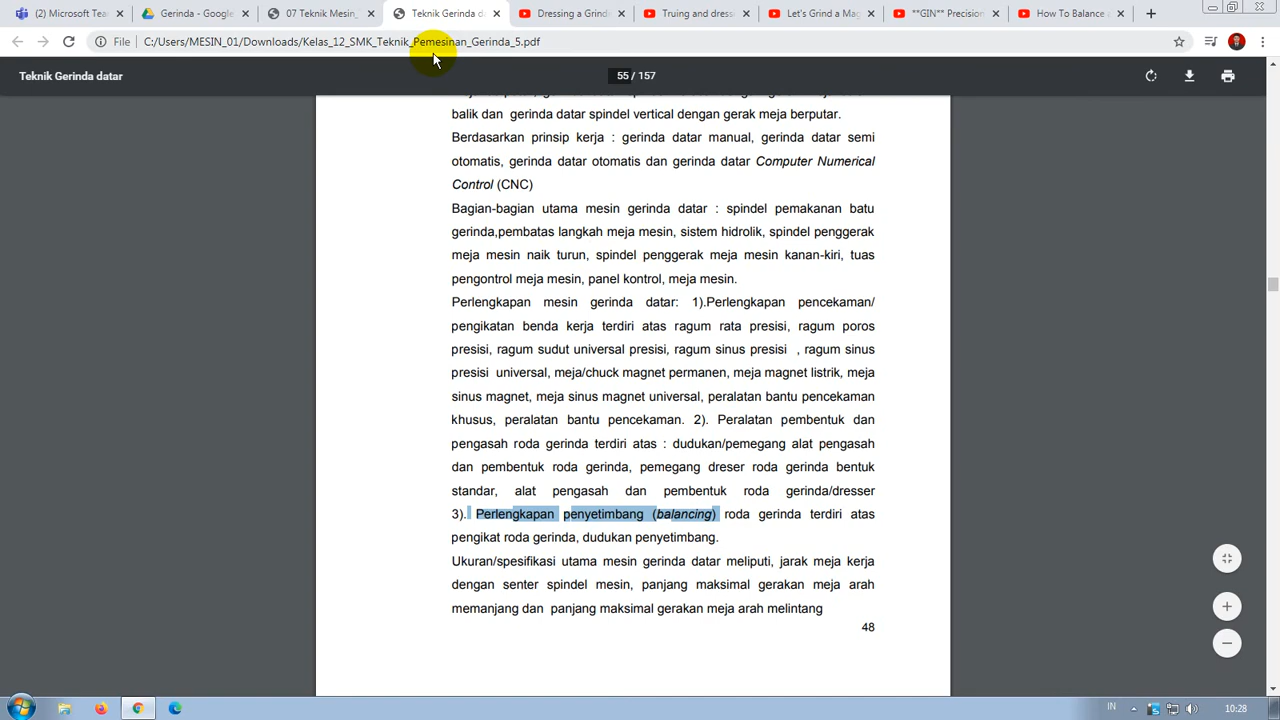 (2) Microsoft Team
Gerinda - Google
07 Teknik Mesin_
Teknik Gerinda da
Dressing a Grinde
Truing and dresse
Let's Grind a Mag
**GIN** Decision
How To Balance a
File C:/Users/MESIN_01/Downloads/Kelas_12_SMK_Teknik_Pemesinan_Gerinda_5.pdf
Teknik Gerinda datar
55 / 157
balik dan gerinda datar spindel vertical dengan gerak meja berputar.
Berdasarkan prinsip kerja : gerinda datar manual, gerinda datar semi
otomatis, gerinda datar otomatis dan gerinda datar Computer Numerical
Control (CNC)
Bagian-bagian utama mesin gerinda datar : spindel pemakanan batu
gerinda,pembatas langkah meja mesin, sistem hidrolik, spindel penggerak
meja mesin naik turun, spindel penggerak meja mesin kanan-kiri, tuas
pengontrol meja mesin, panel kontrol, meja mesin.
Perlengkapan mesin gerinda datar: 1).Perlengkapan pencekaman/
pengikatan benda kerja terdiri atas ragum rata presisi, ragum poros
presisi, ragum sudut universal presisi, ragum sinus presisi , ragum sinus
presisi universal, meja/chuck magnet permanen, meja magnet listrik, meja
sinus magnet, meja sinus magnet universal, peralatan bantu pencekaman
khusus, peralatan bantu pencekaman. 2). Peralatan pembentuk dan
pengasah roda gerinda terdiri atas : dudukan/pemegang alat pengasah
dan pembentuk roda gerinda, pemegang dreser roda gerinda bentuk
standar, alat pengasah dan pembentuk roda gerinda/dresser
3). Perlengkapan penyetimbang (balancing) roda gerinda terdiri atas
pengikat roda gerinda, dudukan penyetimbang.
Ukuran/spesifikasi utama mesin gerinda datar meliputi, jarak meja kerja
dengan senter spindel mesin, panjang maksimal gerakan meja arah
memanjang dan panjang maksimal gerakan meja arah melintang
48
IN
10:28